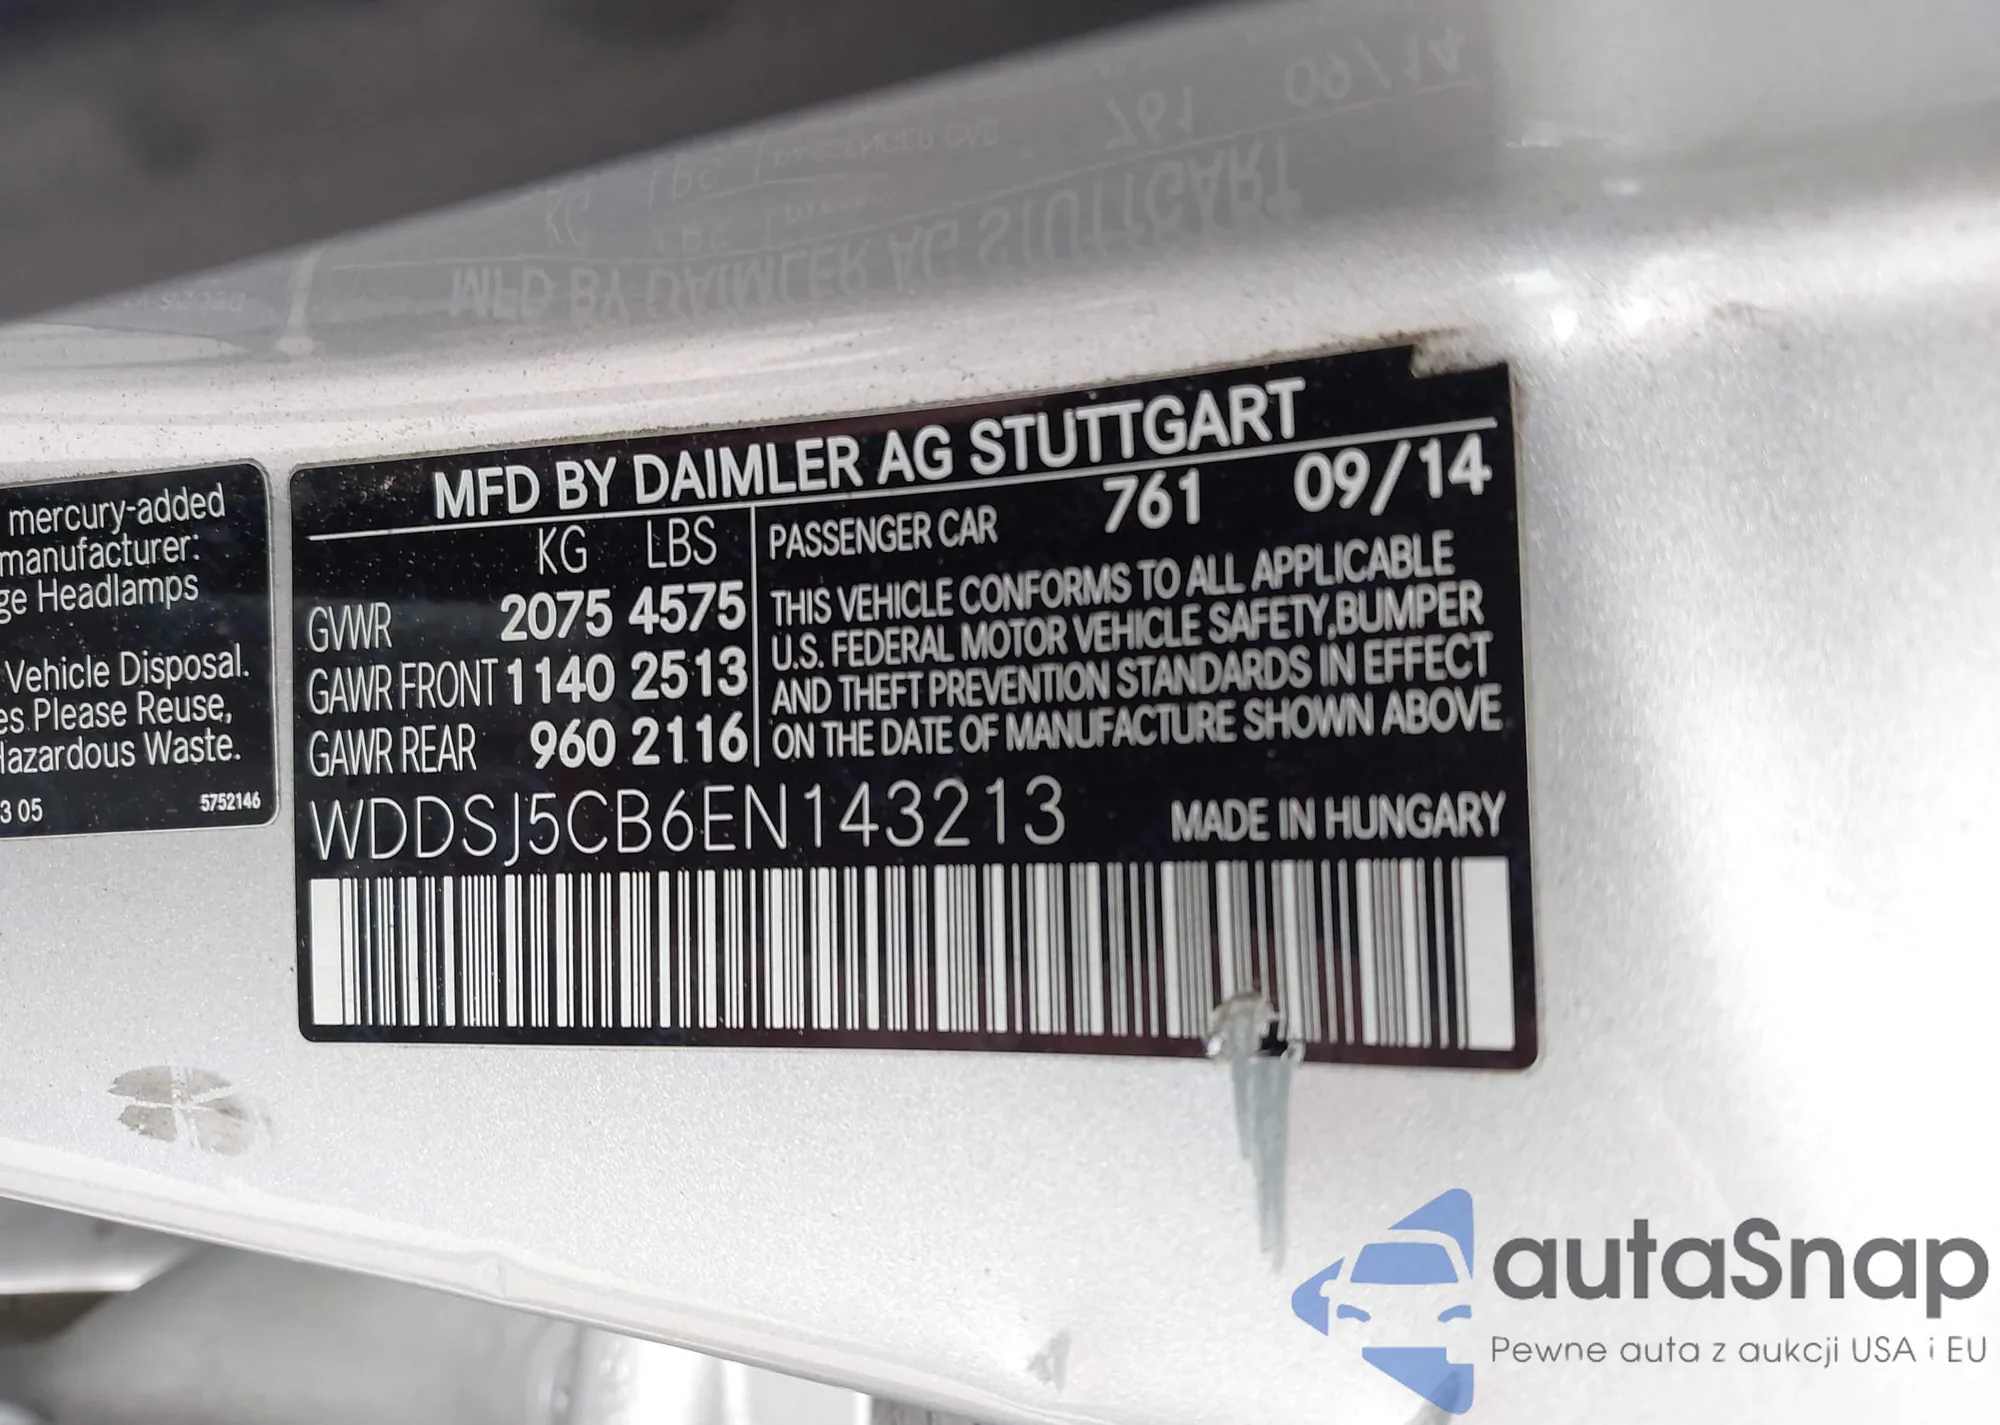 mercury-added
manufacturer:
ge Headlamps
Vehicle Disposal.
es Please Reuse,
Hazardous Waste.
3 05 5752146
MFD BY DAIMLER AG STUTTGART
KG LBS PASSENGER CAR 761 09/14
GVWR 2075 4575
GAWR FRONT 1140 2513
GAWR REAR 960 2116
THIS VEHICLE CONFORMS TO ALL APPLICABLE
U.S. FEDERAL MOTOR VEHICLE SAFETY,BUMPER
AND THEFT PREVENTION STANDARDS IN EFFECT
ON THE DATE OF MANUFACTURE SHOWN ABOVE
WDDSJ5CB6EN143213 MADE IN HUNGARY
autaSnap
Pewne auta z aukcji USA i EU